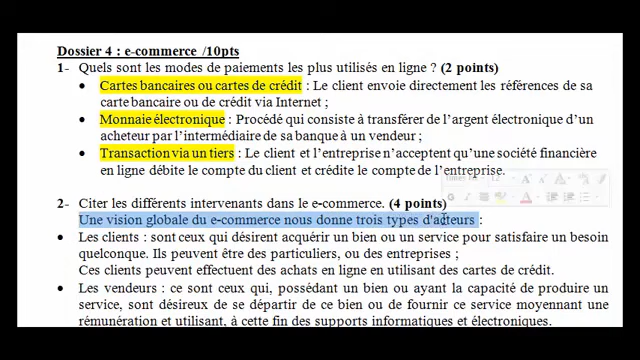 Dossier 4 : e-commerce /10pts
1- Quels sont les modes de paiements les plus utilisés en ligne ? (2 points)
• Cartes bancaires ou cartes de crédit : Le client envoie directement les références de sa
carte bancaire ou de crédit via Internet ;
• Monnaie électronique : Procédé qui consiste à transférer de l'argent électronique d'un
acheteur par l'intermédiaire de sa banque à un vendeur ;
• Transaction via un tiers : Le client et l'entreprise n'acceptent qu'une société financière
en ligne débite le compte du client et crédite le compte de l'entreprise.
2- Citer les différents intervenants dans le e-commerce. (4 points)
Une vision globale du e-commerce nous donne trois types d'acteurs :
• Les clients : sont ceux qui désirent acquérir un bien ou un service pour satisfaire un besoin
quelconque. Ils peuvent être des particuliers, ou des entreprises ;
Ces clients peuvent effectuent des achats en ligne en utilisant des cartes de crédit.
• Les vendeurs : ce sont ceux qui, possédant un bien ou ayant la capacité de produire un
service, sont désireux de se départir de ce bien ou de fournir ce service moyennant une
rémunération et utilisant, à cette fin des supports informatiques et électroniques.